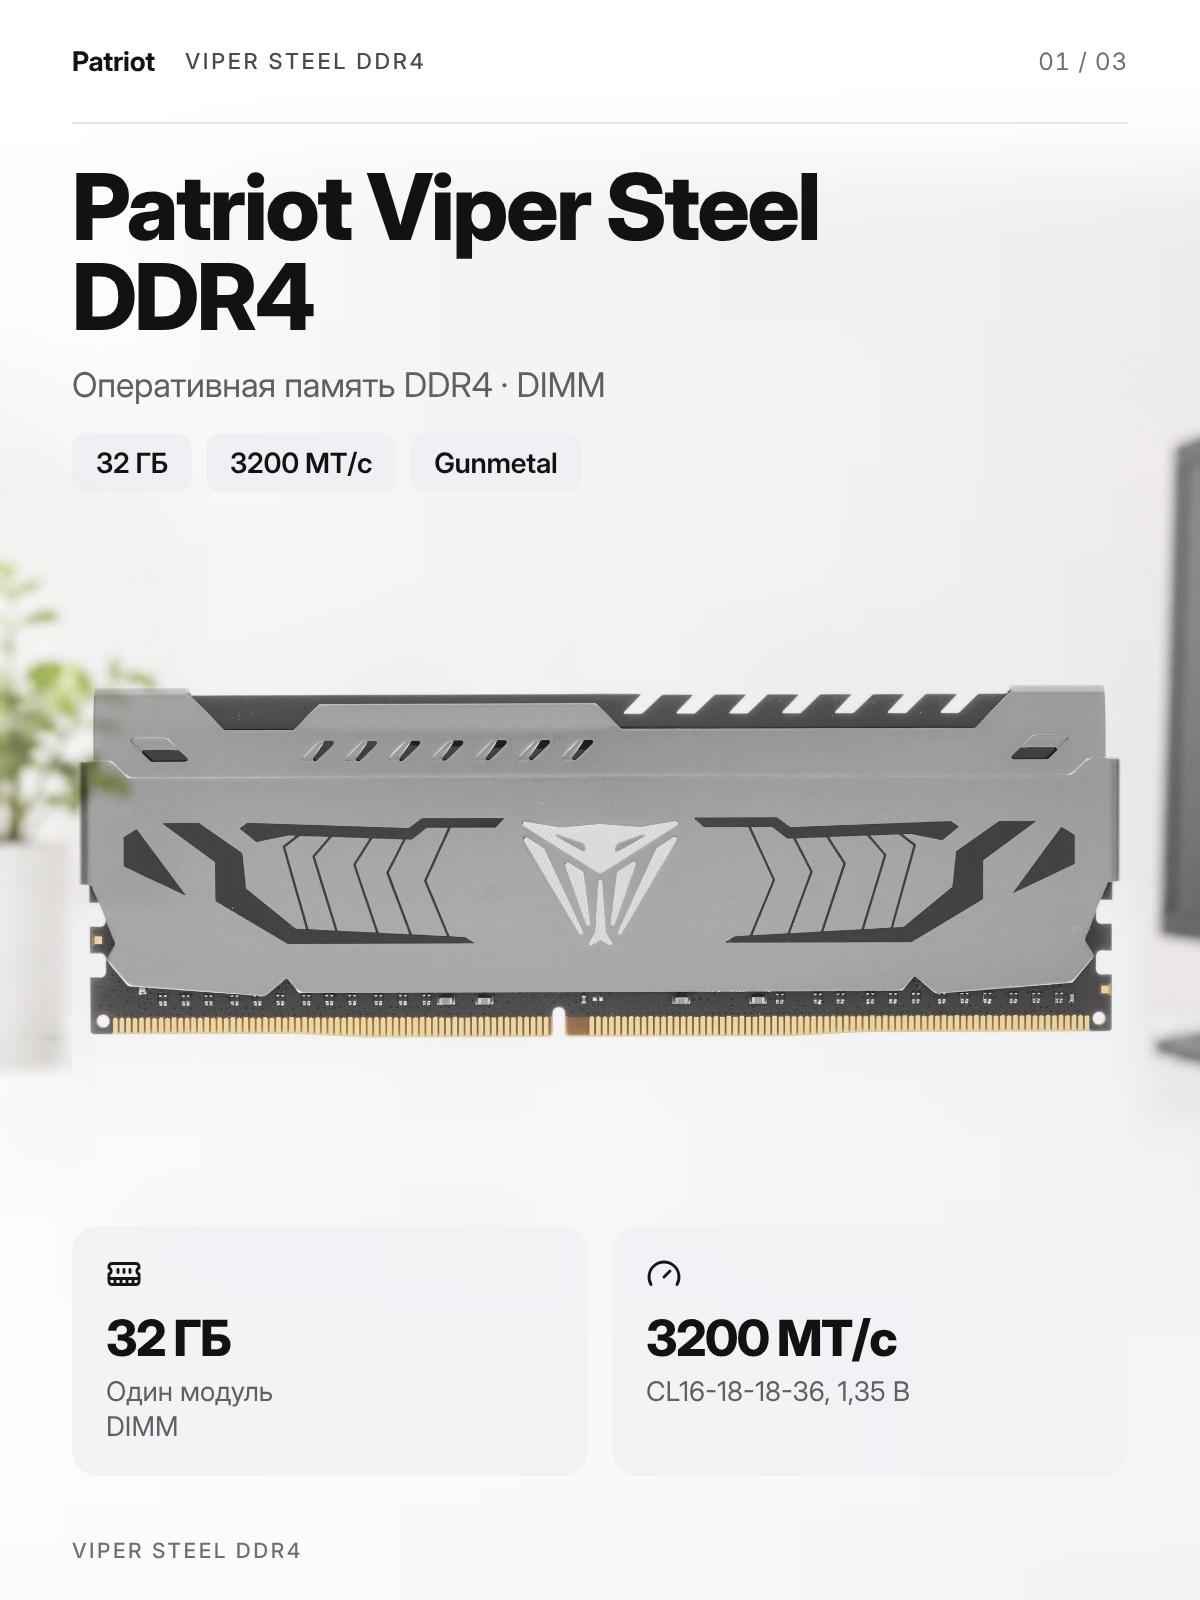 Patriot VIPER STEEL DDR4 01 / 03
Patriot Viper Steel
DDR4
Оперативная память DDR4 · DIMM
32 ГБ 3200 МТ/с Gunmetal
32 ГБ
Один модуль
DIMM
3200 МТ/с
CL16-18-18-36, 1,35 В
VIPER STEEL DDR4